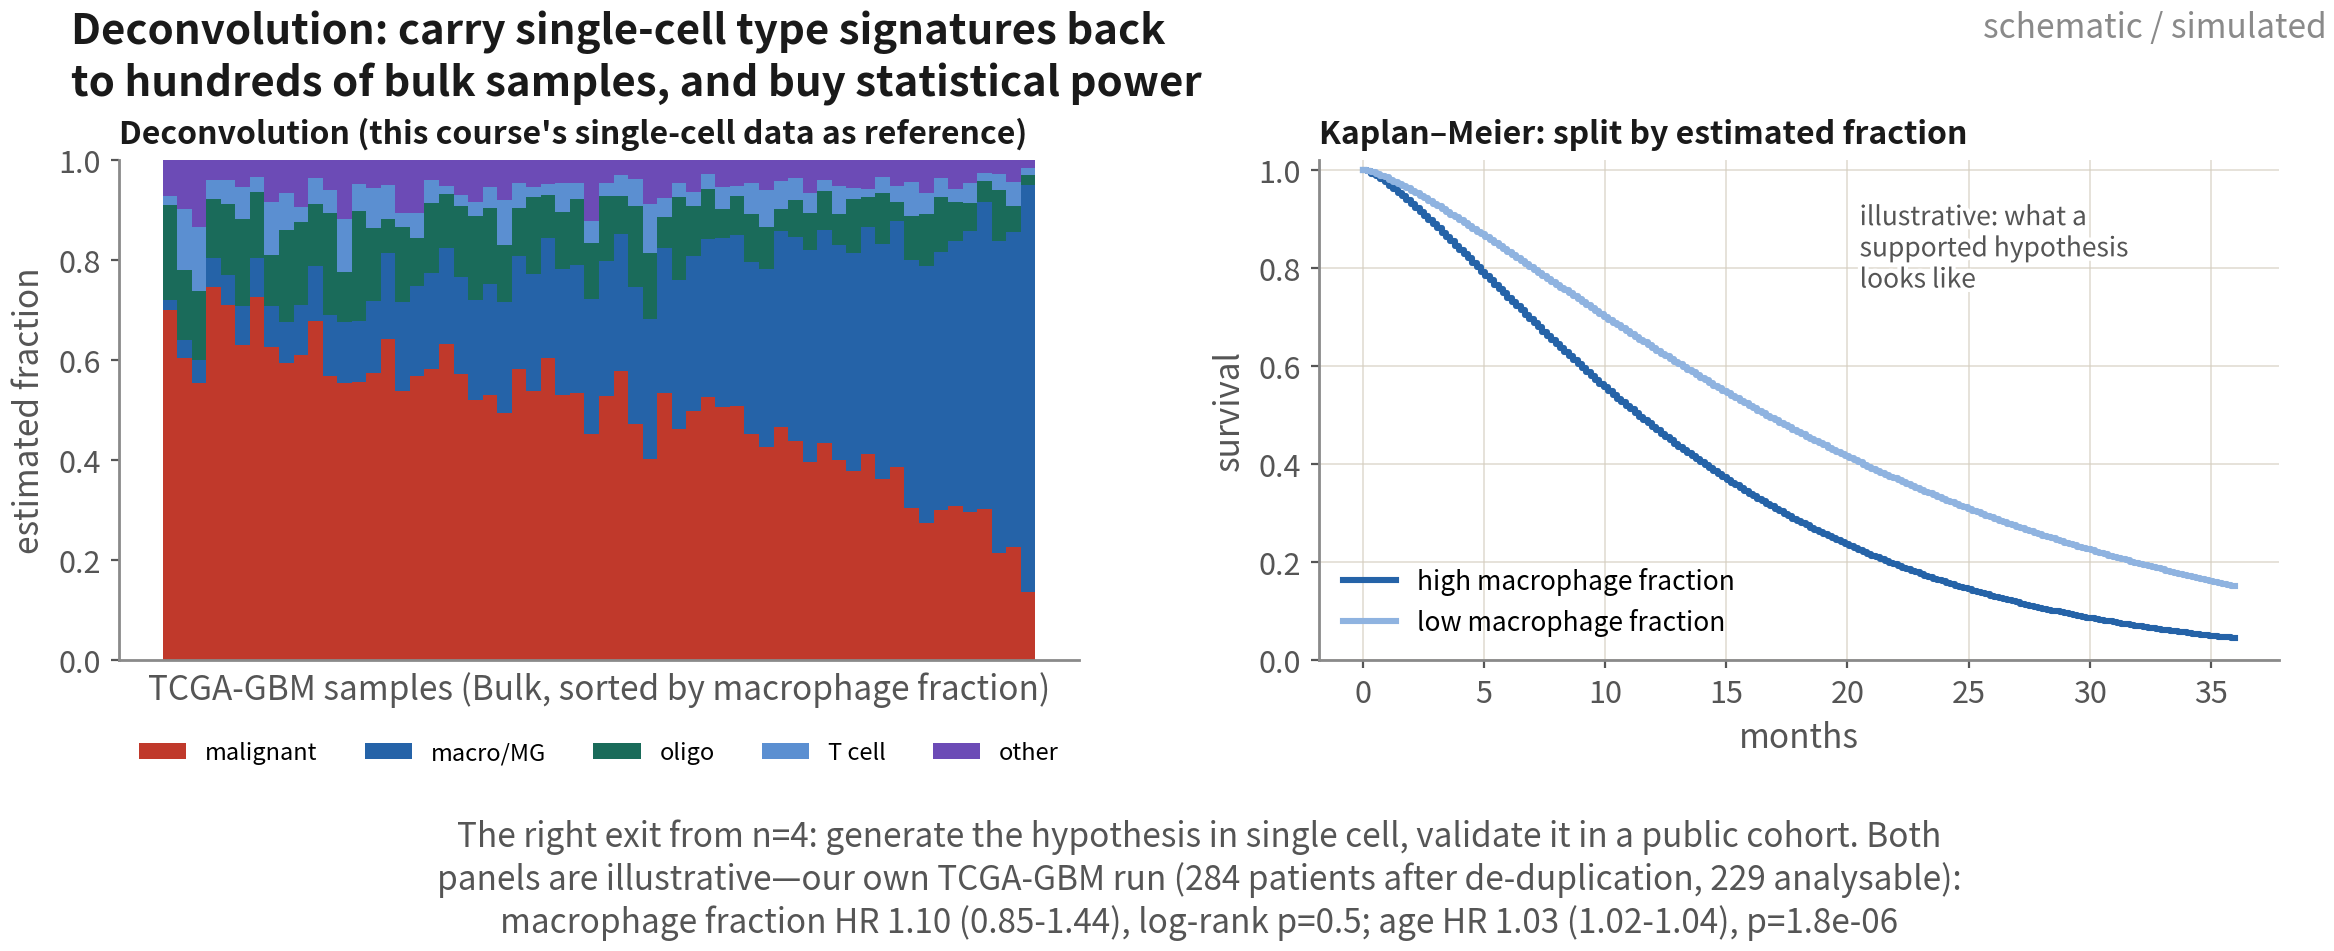 Deconvolution: carry single-cell type signatures back
to hundreds of bulk samples, and buy statistical power
schematic / simulated
Deconvolution (this course's single-cell data as reference)
1.0
0.8
0.6
0.4
0.2
0.0
estimated fraction
TCGA-GBM samples (Bulk, sorted by macrophage fraction)
malignant
macro/MG
oligo
T cell
other
Kaplan–Meier: split by estimated fraction
1.0
0.8
0.6
0.4
0.2
0.0
survival
illustrative: what a
supported hypothesis
looks like
high macrophage fraction
low macrophage fraction
0 5 10 15 20 25 30 35
months
The right exit from n=4: generate the hypothesis in single cell, validate it in a public cohort. Both
panels are illustrative—our own TCGA-GBM run (284 patients after de-duplication, 229 analysable):
macrophage fraction HR 1.10 (0.85-1.44), log-rank p=0.5; age HR 1.03 (1.02-1.04), p=1.8e-06